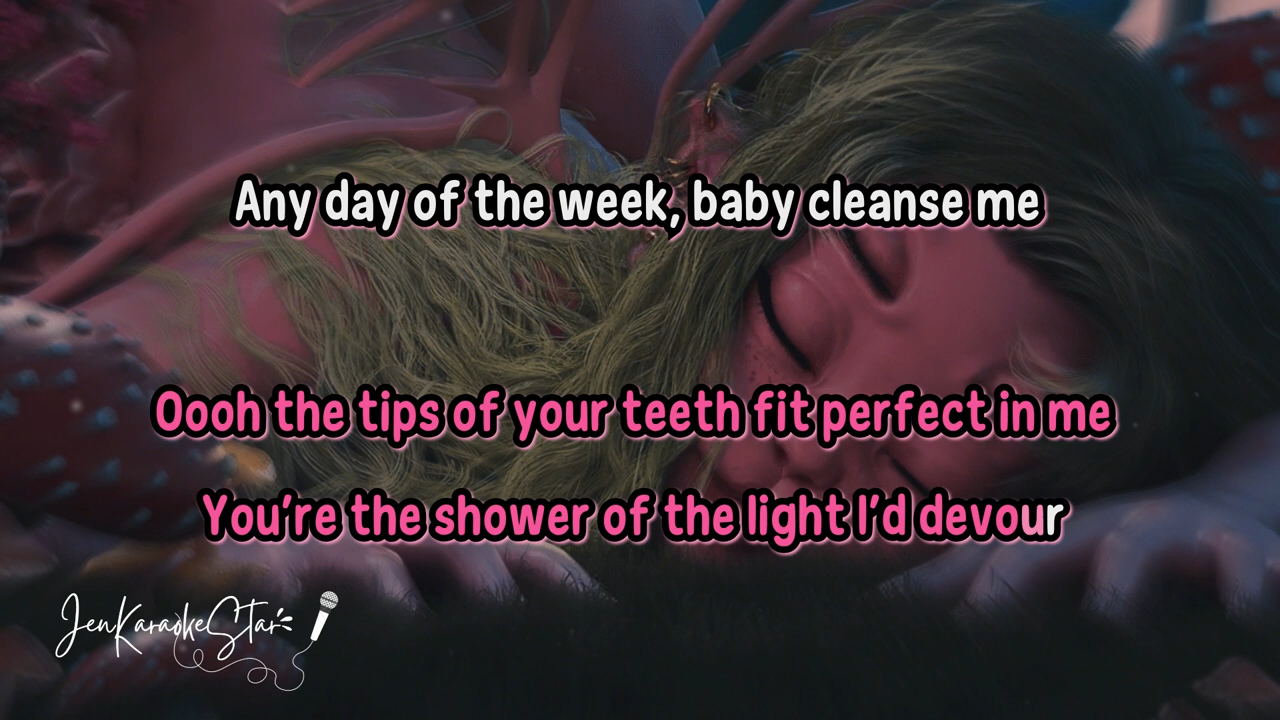 Any day of the week, baby cleanse me
Oooh the tips of your teeth fit perfect in me
You're the shower of the light I'd devour
JenKaraokeStar